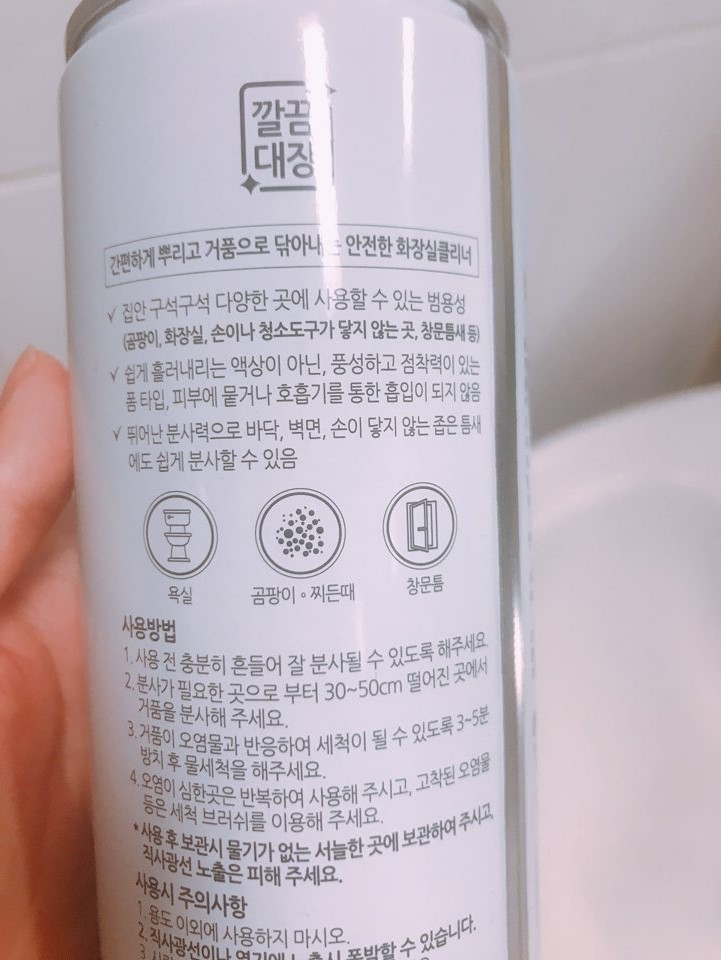 깔끔
대장
간편하게 뿌리고 거품으로 닦아내는 안전한 화장실클리너
✓ 집안 구석구석 다양한 곳에 사용할 수 있는 범용성
(곰팡이, 화장실, 손이나 청소도구가 닿지 않는 곳, 창문틈새 등)
✓ 쉽게 흘러내리는 액상이 아닌, 풍성하고 점착력이 있는
폼 타입, 피부에 묻거나 호흡기를 통한 흡입이 되지 않음
✓ 뛰어난 분사력으로 바닥, 벽면, 손이 닿지 않는 좁은 틈새
에도 쉽게 분사할 수 있음
욕실
곰팡이◦찌든때
창문틈
사용방법
1. 사용 전 충분히 흔들어 잘 분사될 수 있도록 해주세요.
2. 분사가 필요한 곳으로 부터 30~50cm 떨어진 곳에서
거품을 분사해 주세요.
3. 거품이 오염물과 반응하여 세척이 될 수 있도록 3~5분
방치 후 물세척을 해주세요.
4. 오염이 심한곳은 반복하여 사용해 주시고, 고착된 오염물
등은 세척 브러쉬를 이용해 주세요.
*사용 후 보관시 물기가 없는 서늘한 곳에 보관하여 주시고,
직사광선 노출은 피해 주세요.
사용시 주의사항
1. 용도 이외에 사용하지 마시오.
2. 직사광선이나 열기에 노출시 폭발할 수 있습니다.
3.